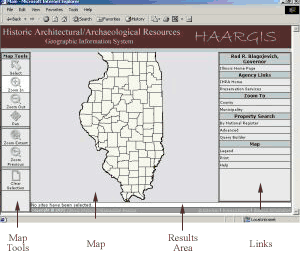 Main - Microsoft Internet Explorer
File Edit View Favorites Tools Help
Back Search Favorites History
Historic Architectural/Archaeological Resources
Geographic Information System
HAARGIS
Map Tools
Select
Zoom In
Zoom Out
Pan
Zoom Extent
Zoom Previous
Clear Selection
Rod R. Blagojevich, Governor
Illinois Home Page
Agency Links
IHPA Home
Preservation Services
Zoom To
County
Municipality
Property Search
By National Register
Advanced
Query Builder
Map
Legend
Print
Help
No sites have been selected.
Local intranet
Map Tools
Map
Results Area
Links